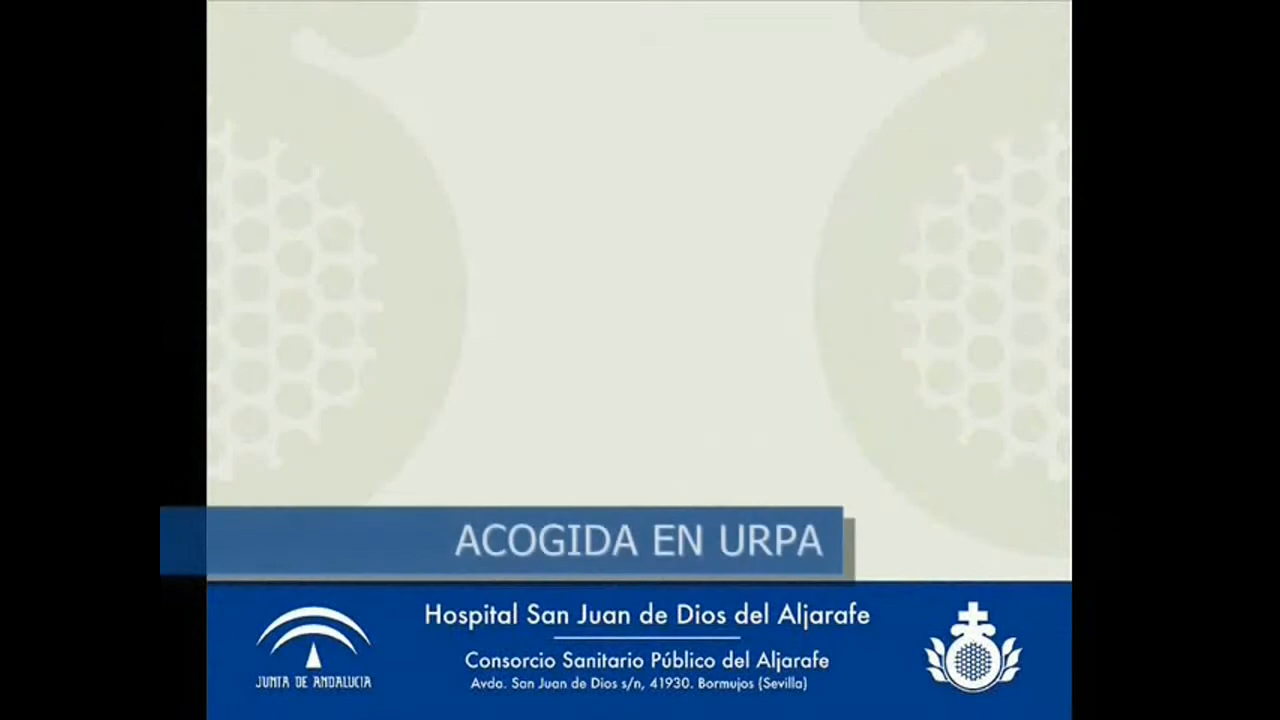 ACOGIDA EN URPA
Hospital San Juan de Dios del Aljarafe
Consorcio Sanitario Público del Aljarafe
Avda. San Juan de Dios s/n, 41930. Bormujos (Sevilla)
JUNTA DE ANDALUCIA